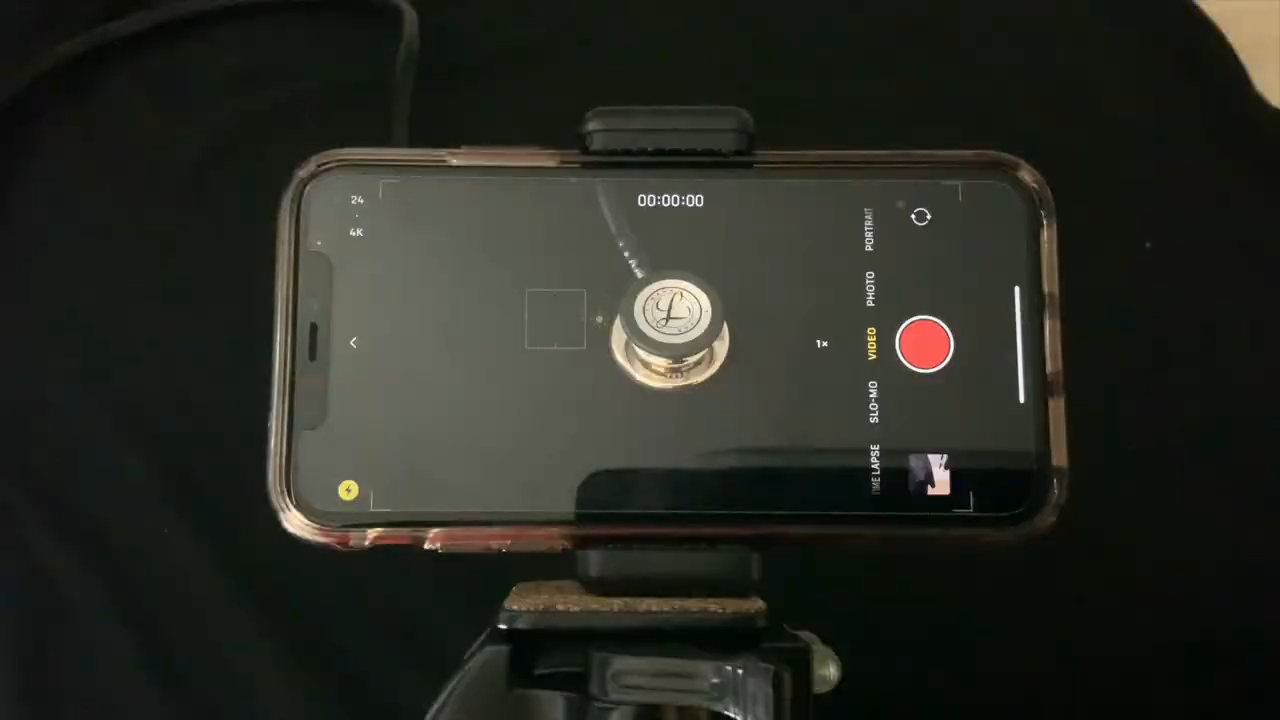 24
4K
00:00:00
PORTRAIT
PHOTO
VIDEO
SLO-MO
TIME LAPSE
1×